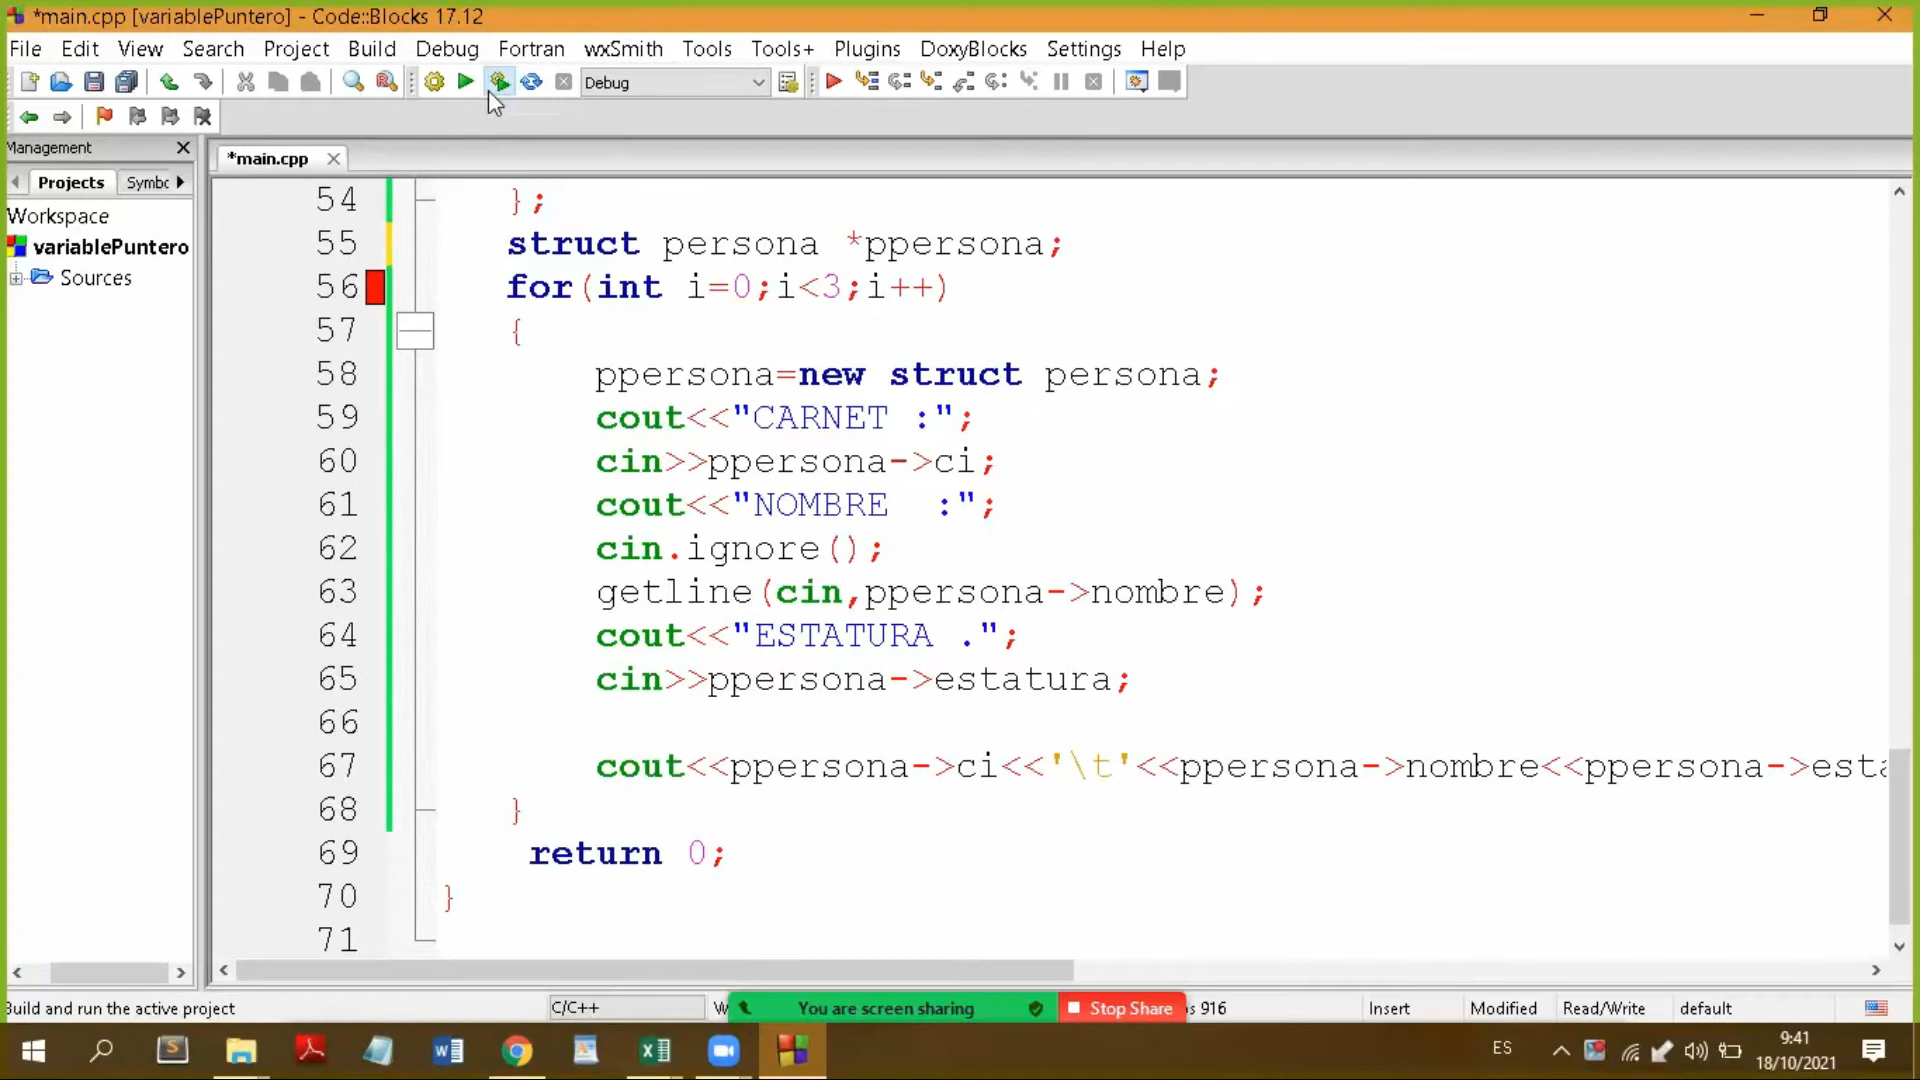 *main.cpp [variablePuntero] - Code::Blocks 17.12
File Edit View Search Project Build Debug Fortran wxSmith Tools Tools+ Plugins DoxyBlocks Settings Help
Debug
Management
*main.cpp
Projects Symbc
Workspace
variablePuntero
Sources
54 };
55 struct persona *ppersona;
56 for(int i=0;i<3;i++)
57 {
58 ppersona=new struct persona;
59 cout<<"CARNET :";
60 cin>>ppersona->ci;
61 cout<<"NOMBRE  :";
62 cin.ignore();
63 getline(cin,ppersona->nombre);
64 cout<<"ESTATURA .";
65 cin>>ppersona->estatura;
66
67 cout<<ppersona->ci<<'\t'<<ppersona->nombre<<ppersona->esta
68 }
69 return 0;
70 }
71
Build and run the active project C/C++ W You are screen sharing Stop Share s 916 Insert Modified Read/Write default
ES 9:41
18/10/2021